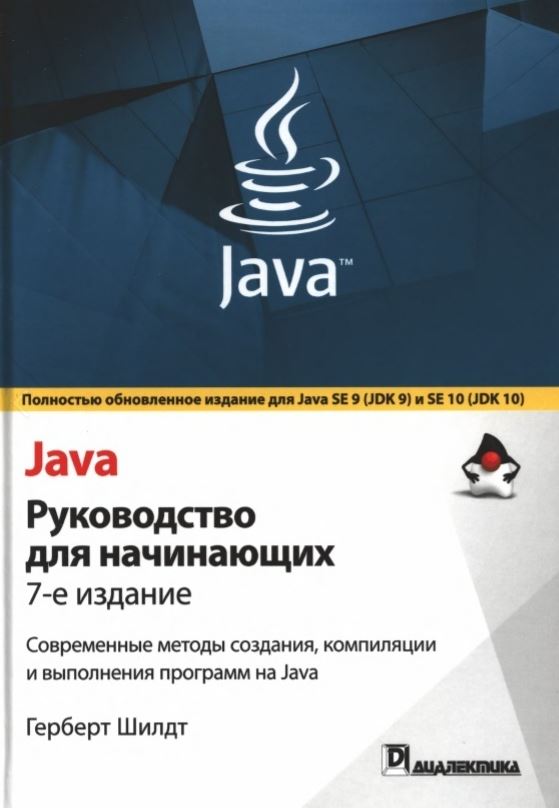 Java™
Полностью обновленное издание для Java SE 9 (JDK 9) и SE 10 (JDK 10)
Java
Руководство
для начинающих
7-е издание
Современные методы создания, компиляции
и выполнения программ на Java
Герберт Шилдт
ДИАЛЕКТИКА